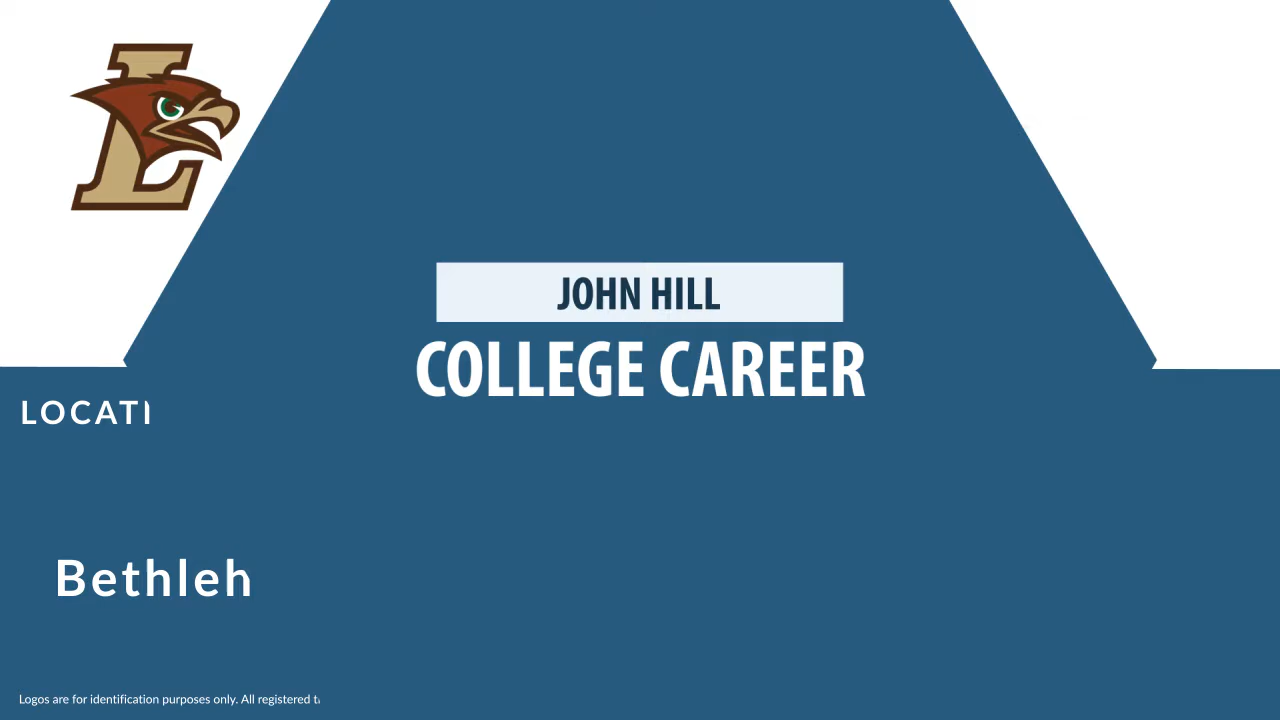 JOHN HILL
COLLEGE CAREER
LOCATI
Bethleh
Logos are for identification purposes only. All registered t